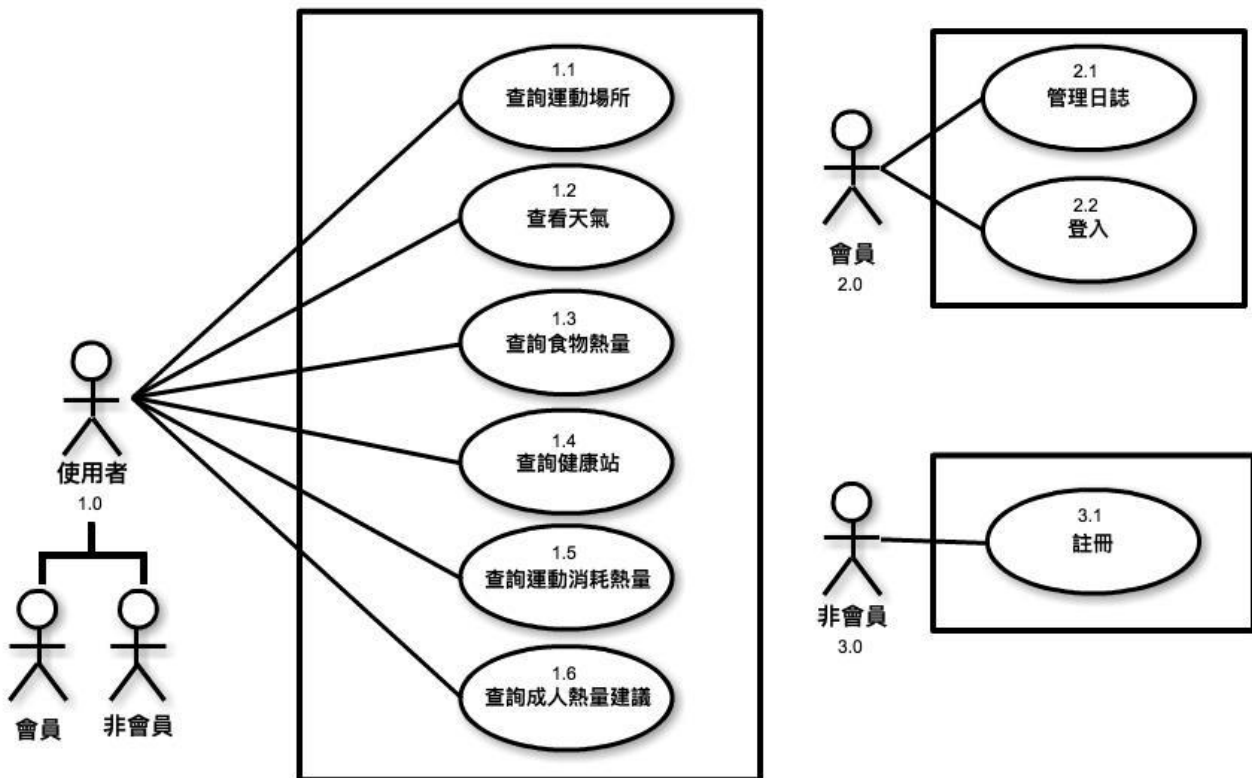 1.1
查詢運動場所
1.2
查看天氣
1.3
查詢食物熱量
1.4
查詢健康站
1.5
查詢運動消耗熱量
1.6
查詢成人熱量建議
使用者
1.0
會員
非會員
2.1
管理日誌
2.2
登入
會員
2.0
3.1
註冊
非會員
3.0